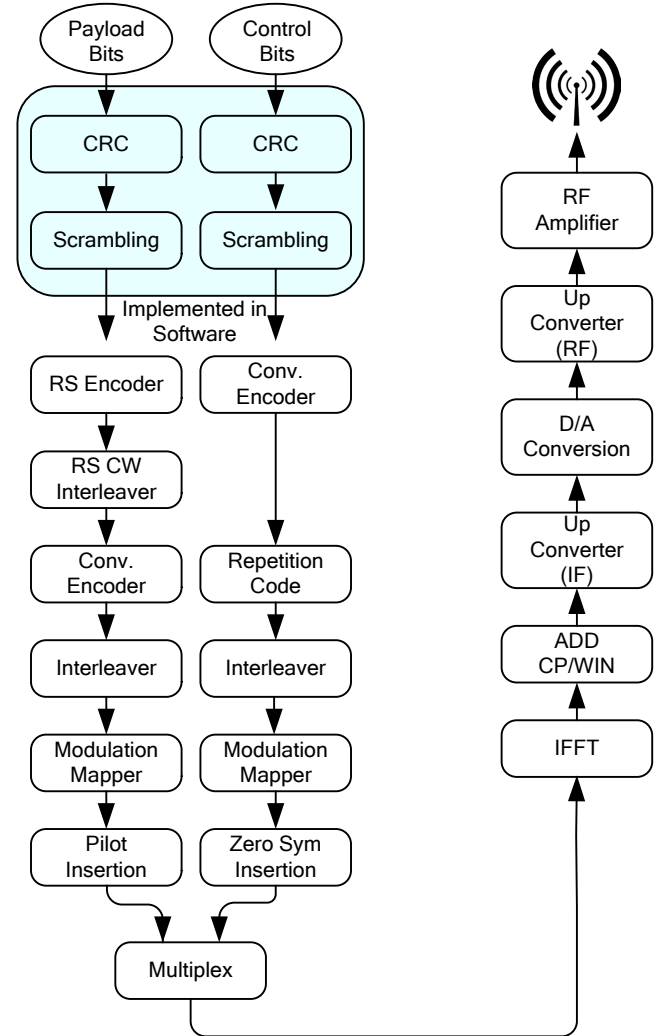 Payload
Bits
Control
Bits
CRC
CRC
Scrambling
Scrambling
Implemented in
Software
RS Encoder
Conv.
Encoder
RS CW
Interleaver
Conv.
Encoder
Repetition
Code
Interleaver
Interleaver
Modulation
Mapper
Modulation
Mapper
Pilot
Insertion
Zero Sym
Insertion
Multiplex
RF
Amplifier
Up
Converter
(RF)
D/A
Conversion
Up
Converter
(IF)
ADD
CP/WIN
IFFT